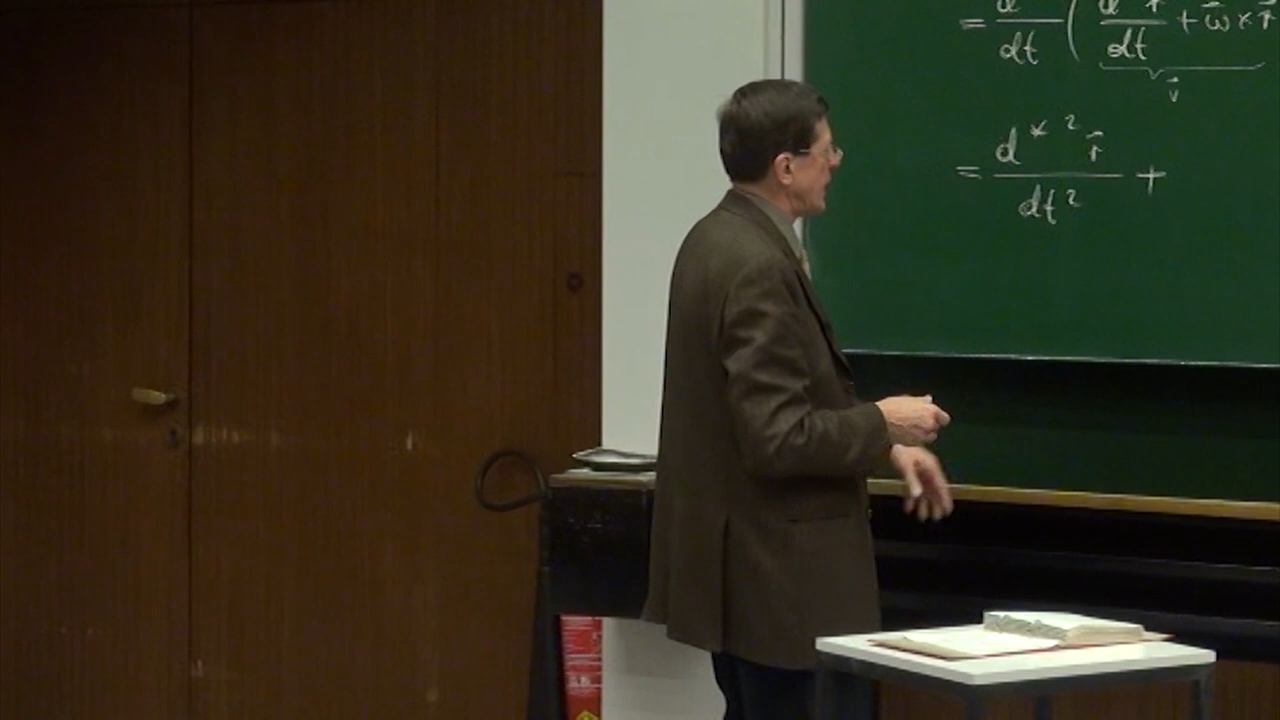 = d/dt ( d* r⃗/dt + ω⃗ × r⃗
v⃗
= d*² r⃗/dt² +